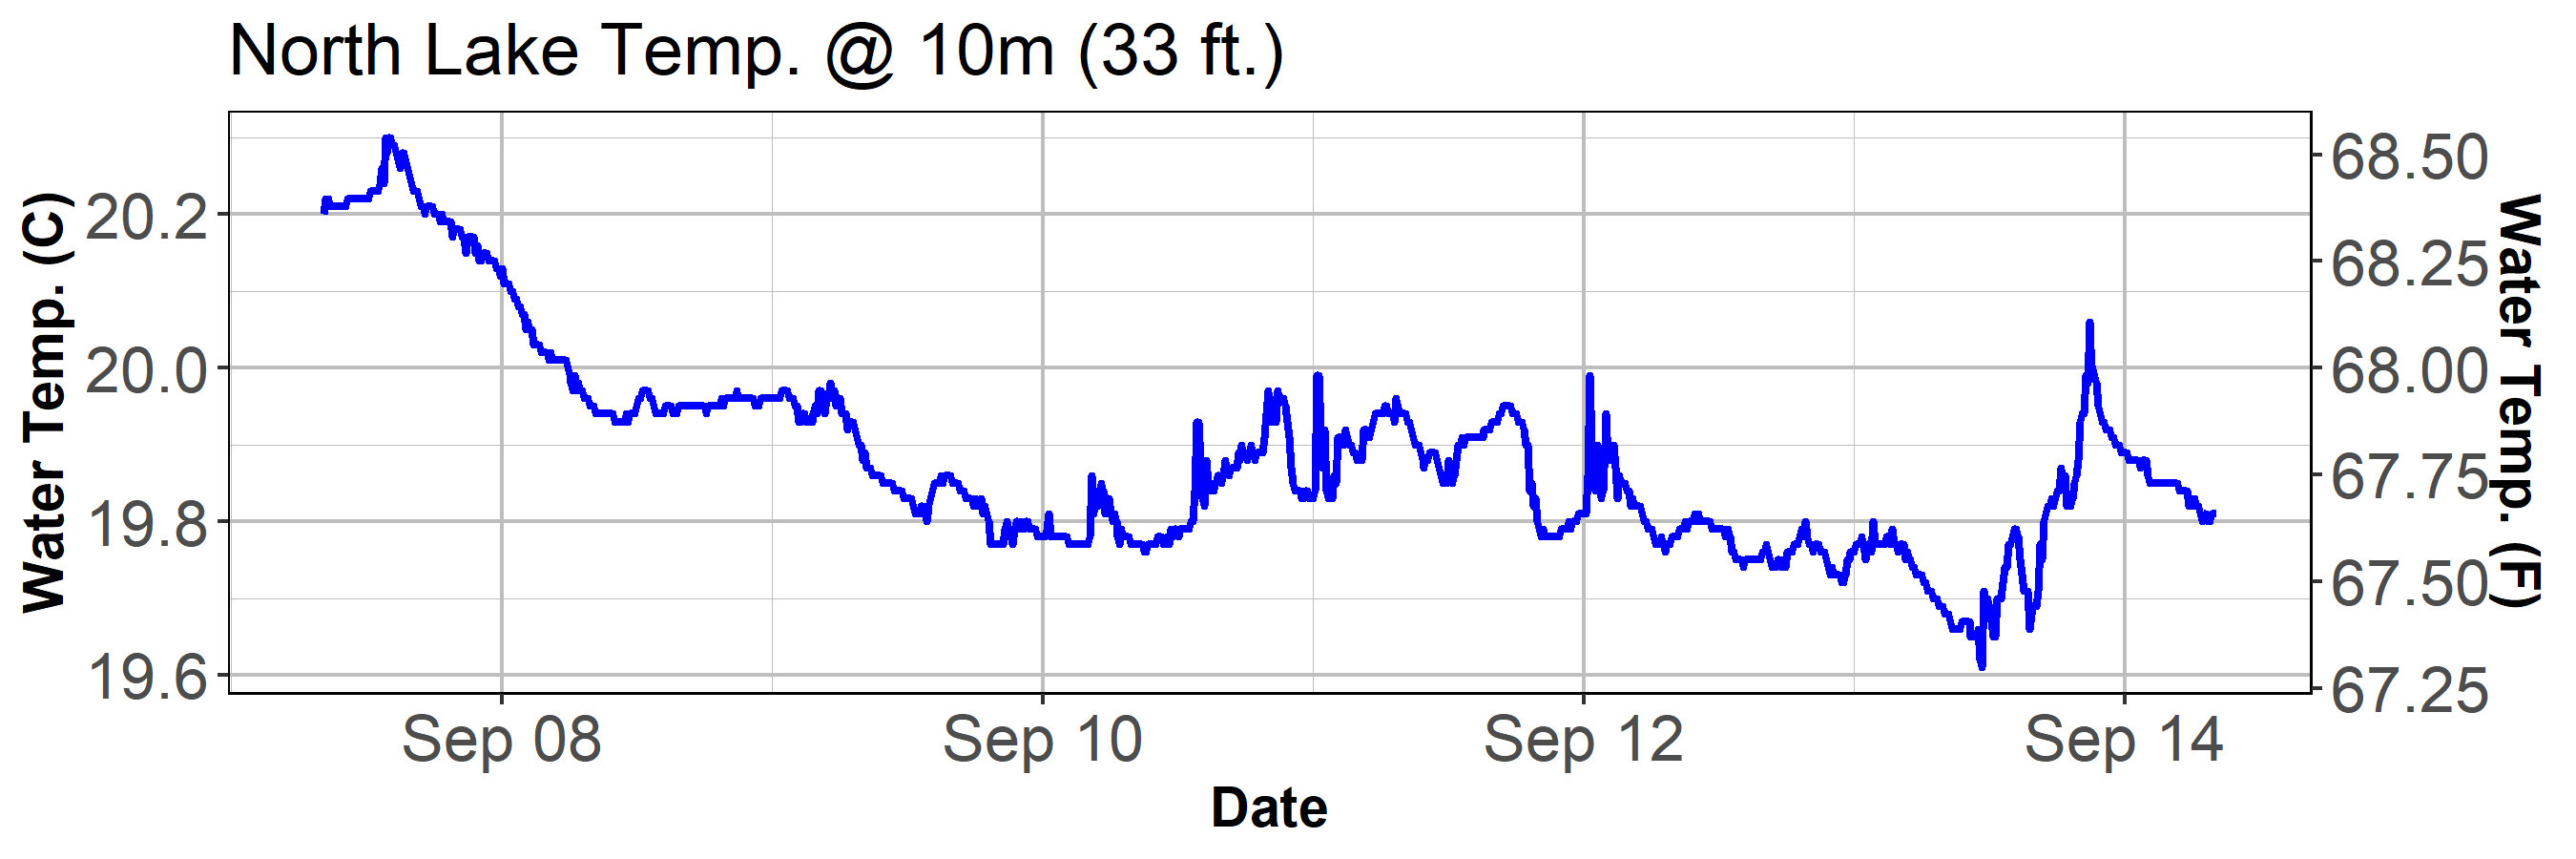 North Lake Temp. @ 10m (33 ft.)
Water Temp. (C)
20.2
20.0
19.8
19.6
68.50
68.25
68.00
67.75
67.50
67.25
Water Temp. (F)
Sep 08
Sep 10
Sep 12
Sep 14
Date